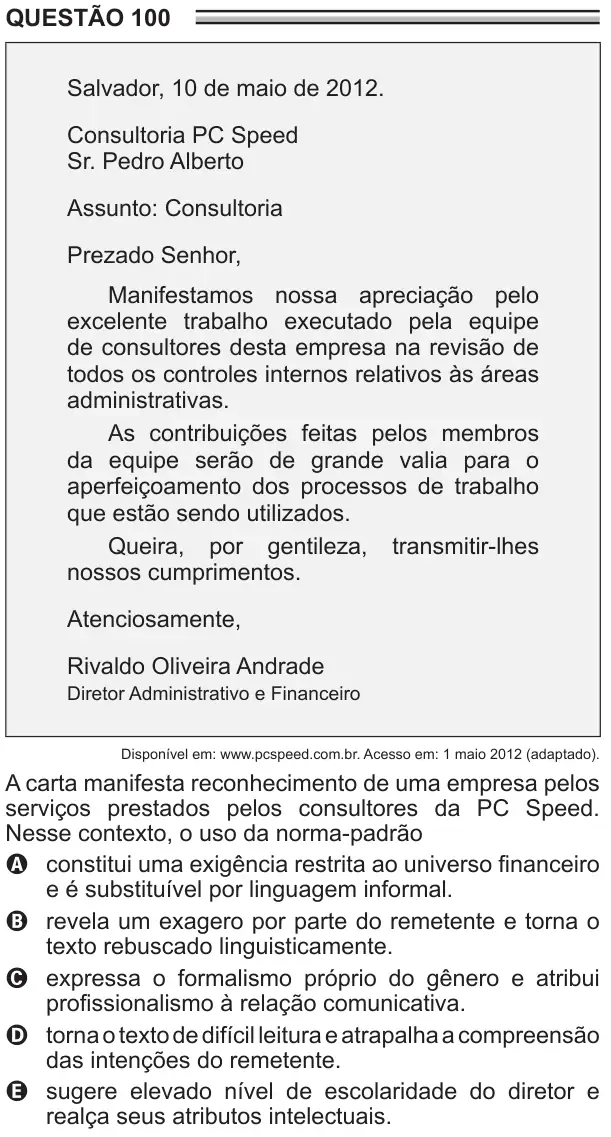 QUESTÃO 100
Salvador, 10 de maio de 2012.
Consultoria PC Speed
Sr. Pedro Alberto
Assunto: Consultoria
Prezado Senhor,
Manifestamos nossa apreciação pelo
excelente trabalho executado pela equipe
de consultores desta empresa na revisão de
todos os controles internos relativos às áreas
administrativas.
As contribuições feitas pelos membros
da equipe serão de grande valia para o
aperfeiçoamento dos processos de trabalho
que estão sendo utilizados.
Queira, por gentileza, transmitir-lhes
nossos cumprimentos.
Atenciosamente,
Rivaldo Oliveira Andrade
Diretor Administrativo e Financeiro
Disponível em: www.pcspeed.com.br. Acesso em: 1 maio 2012 (adaptado).
A carta manifesta reconhecimento de uma empresa pelos
serviços prestados pelos consultores da PC Speed.
Nesse contexto, o uso da norma-padrão
A constitui uma exigência restrita ao universo financeiro
e é substituível por linguagem informal.
B revela um exagero por parte do remetente e torna o
texto rebuscado linguisticamente.
C expressa o formalismo próprio do gênero e atribui
profissionalismo à relação comunicativa.
D torna o texto de difícil leitura e atrapalha a compreensão
das intenções do remetente.
E sugere elevado nível de escolaridade do diretor e
realça seus atributos intelectuais.